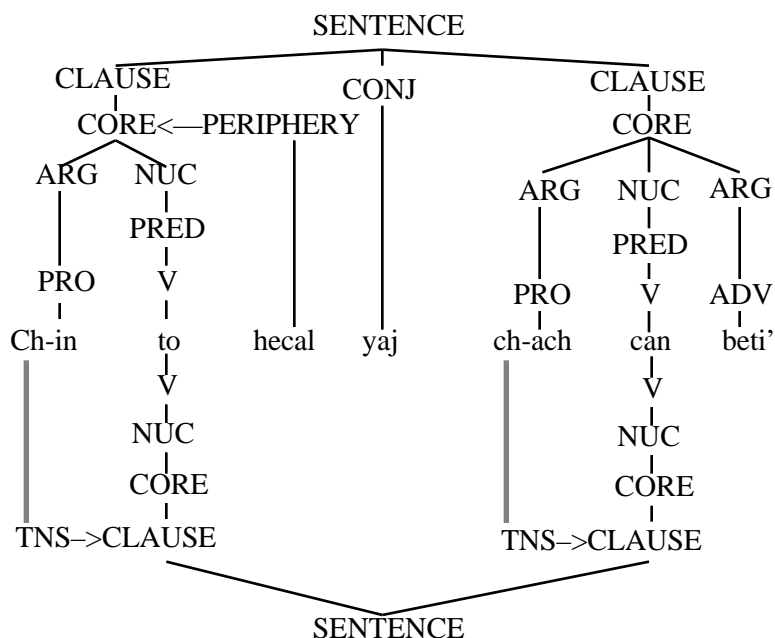 SENTENCE
CLAUSE CONJ CLAUSE
CORE<—PERIPHERY CORE
ARG NUC ARG NUC ARG
PRED PRED
PRO V PRO V ADV
Ch-in to hecal yaj ch-ach can beti’
V V
NUC NUC
CORE CORE
TNS–>CLAUSE TNS–>CLAUSE
SENTENCE